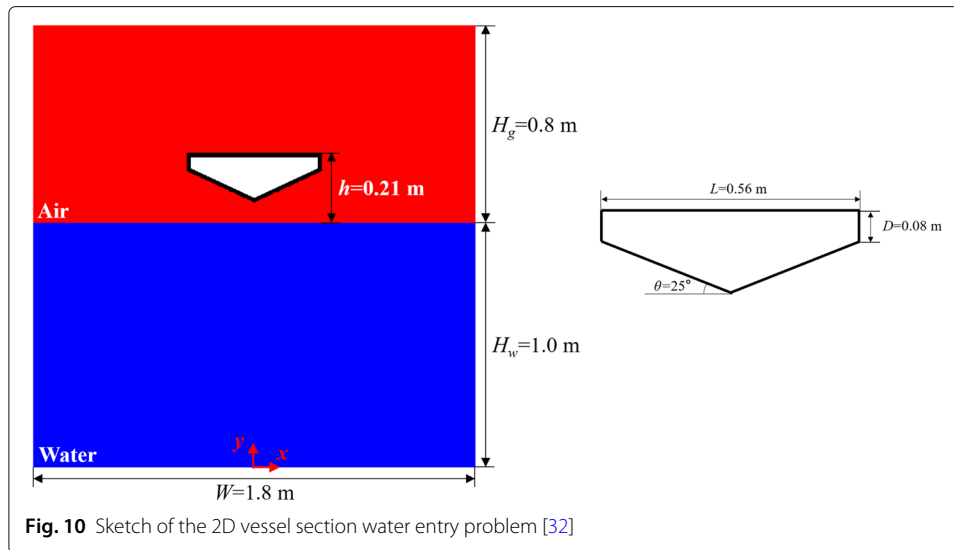 H_g=0.8 m
h=0.21 m
Air
L=0.56 m
D=0.08 m
θ=25°
H_w=1.0 m
y
x
Water
W=1.8 m
Fig. 10 Sketch of the 2D vessel section water entry problem [32]